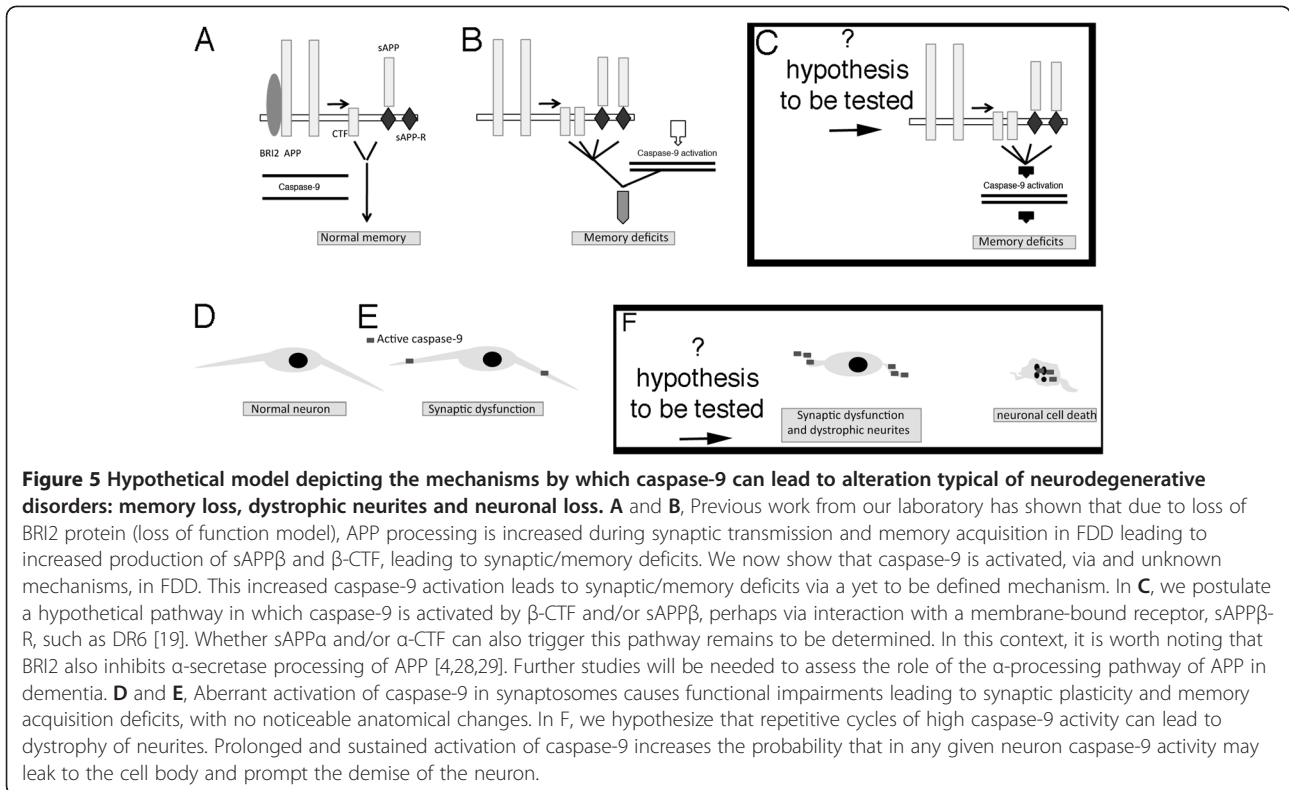 A
B
C
sAPP
CTF
sAPP-R
BRI2 APP
Caspase-9
Normal memory
Caspase-9 activation
Memory deficits
?
hypothesis
to be tested
Caspase-9 activation
Memory deficits
D
E
F
Active caspase-9
Normal neuron
Synaptic dysfunction
?
hypothesis
to be tested
Synaptic dysfunction
and dystrophic neurites
neuronal cell death
Figure 5 Hypothetical model depicting the mechanisms by which caspase-9 can lead to alteration typical of neurodegenerative
disorders: memory loss, dystrophic neurites and neuronal loss. A and B, Previous work from our laboratory has shown that due to loss of
BRI2 protein (loss of function model), APP processing is increased during synaptic transmission and memory acquisition in FDD leading to
increased production of sAPPβ and β-CTF, leading to synaptic/memory deficits. We now show that caspase-9 is activated, via and unknown
mechanisms, in FDD. This increased caspase-9 activation leads to synaptic/memory deficits via a yet to be defined mechanism. In C, we postulate
a hypothetical pathway in which caspase-9 is activated by β-CTF and/or sAPPβ, perhaps via interaction with a membrane-bound receptor, sAPPβ-
R, such as DR6 [19]. Whether sAPPα and/or α-CTF can also trigger this pathway remains to be determined. In this context, it is worth noting that
BRI2 also inhibits α-secretase processing of APP [4,28,29]. Further studies will be needed to assess the role of the α-processing pathway of APP in
dementia. D and E, Aberrant activation of caspase-9 in synaptosomes causes functional impairments leading to synaptic plasticity and memory
acquisition deficits, with no noticeable anatomical changes. In F, we hypothesize that repetitive cycles of high caspase-9 activity can lead to
dystrophy of neurites. Prolonged and sustained activation of caspase-9 increases the probability that in any given neuron caspase-9 activity may
leak to the cell body and prompt the demise of the neuron.